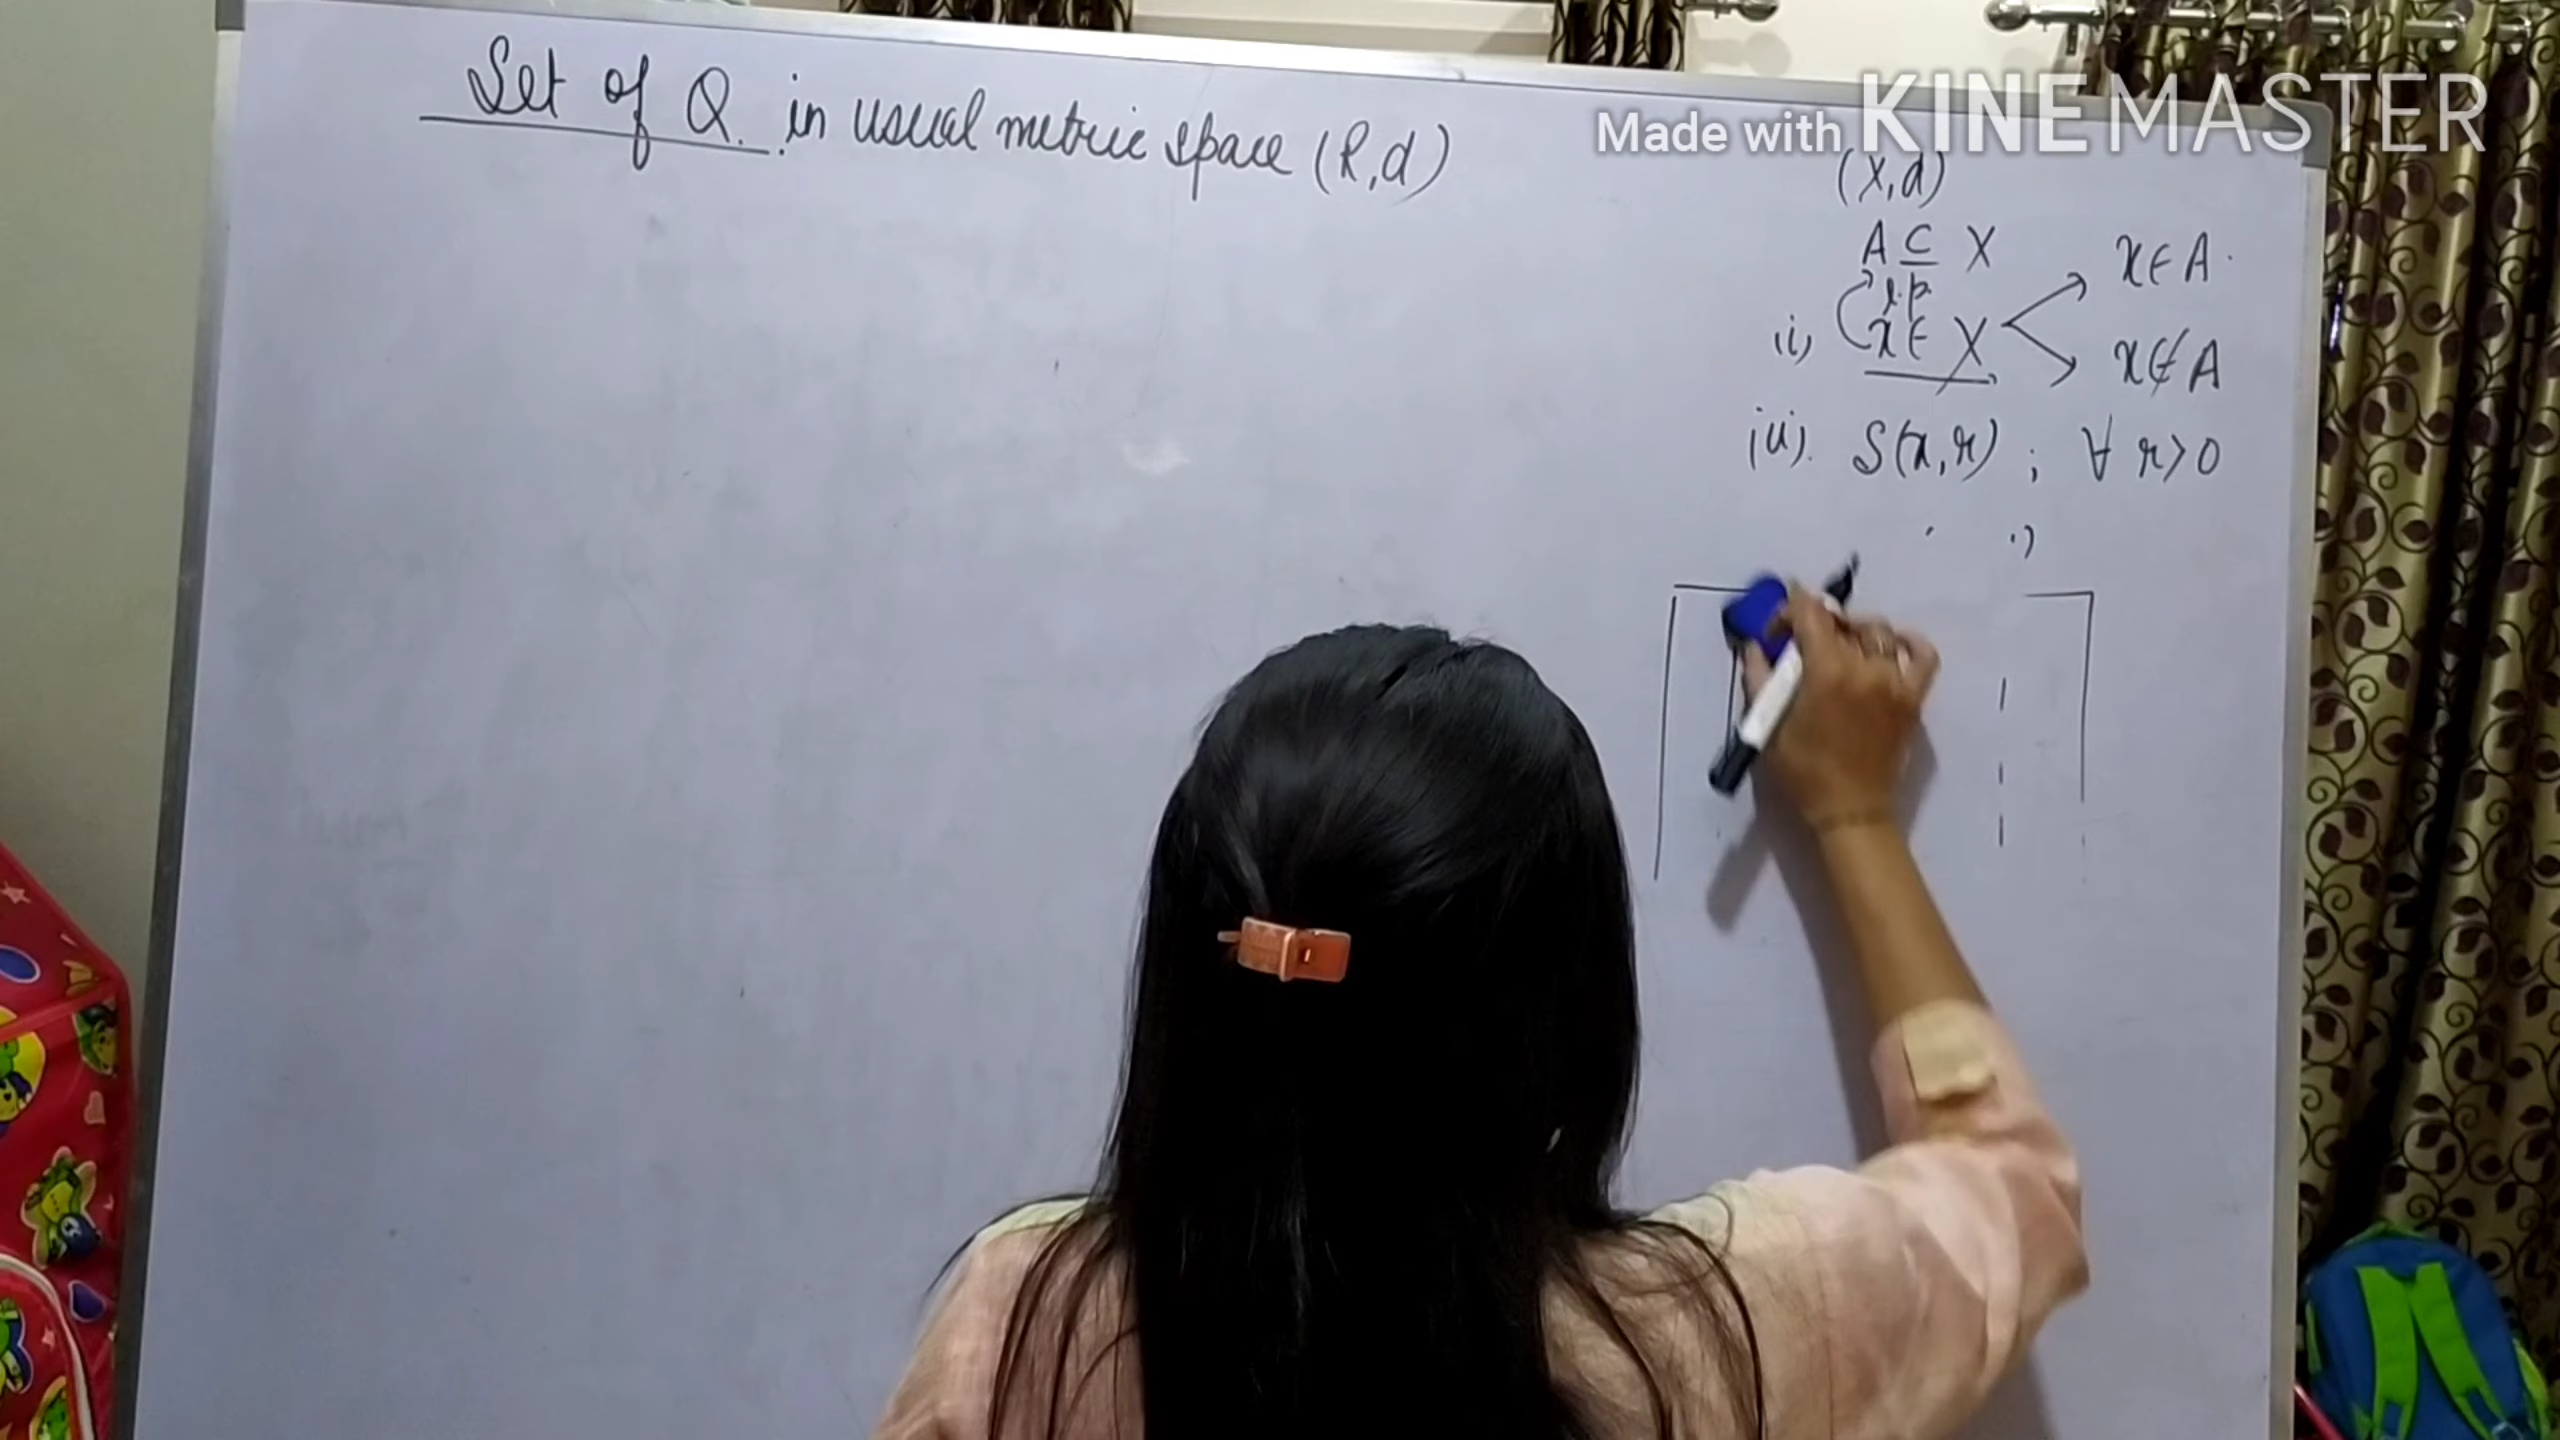 Set of Q. in usual metric space (R,d)
Made with KINEMASTER
(X,d)
A ⊆ X
x∈A.
l.p.
(i) x∈ X
x∉A
(ii). S(x,r) ; ∀ r>0